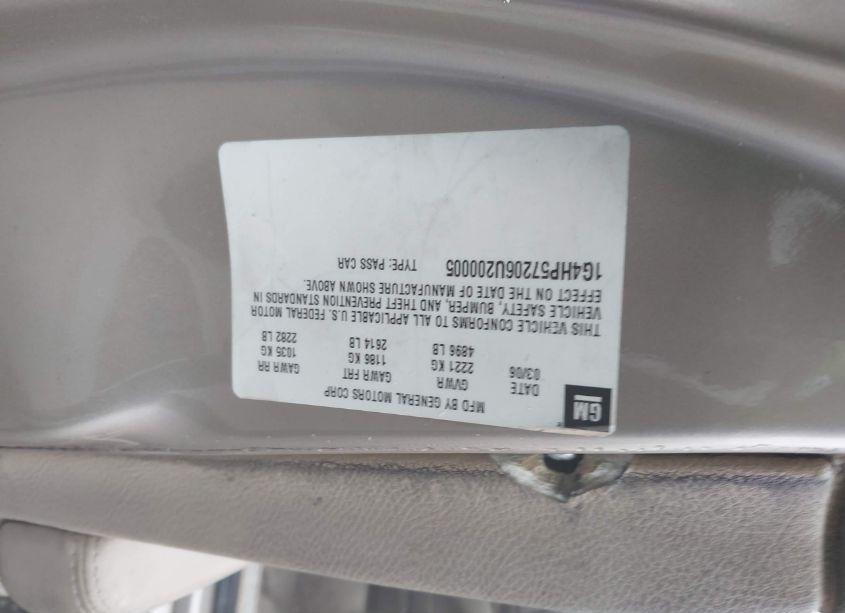 GM
MFD BY GENERAL MOTORS CORP
DATE GVWR GAWR FRT GAWR RR
03/06 2221 KG 1186 KG 1035 KG
4896 LB 2614 LB 2282 LB
THIS VEHICLE CONFORMS TO ALL APPLICABLE U.S. FEDERAL MOTOR
VEHICLE SAFETY, BUMPER, AND THEFT PREVENTION STANDARDS IN
EFFECT ON THE DATE OF MANUFACTURE SHOWN ABOVE.
1G4HP57206U200005 TYPE: PASS CAR